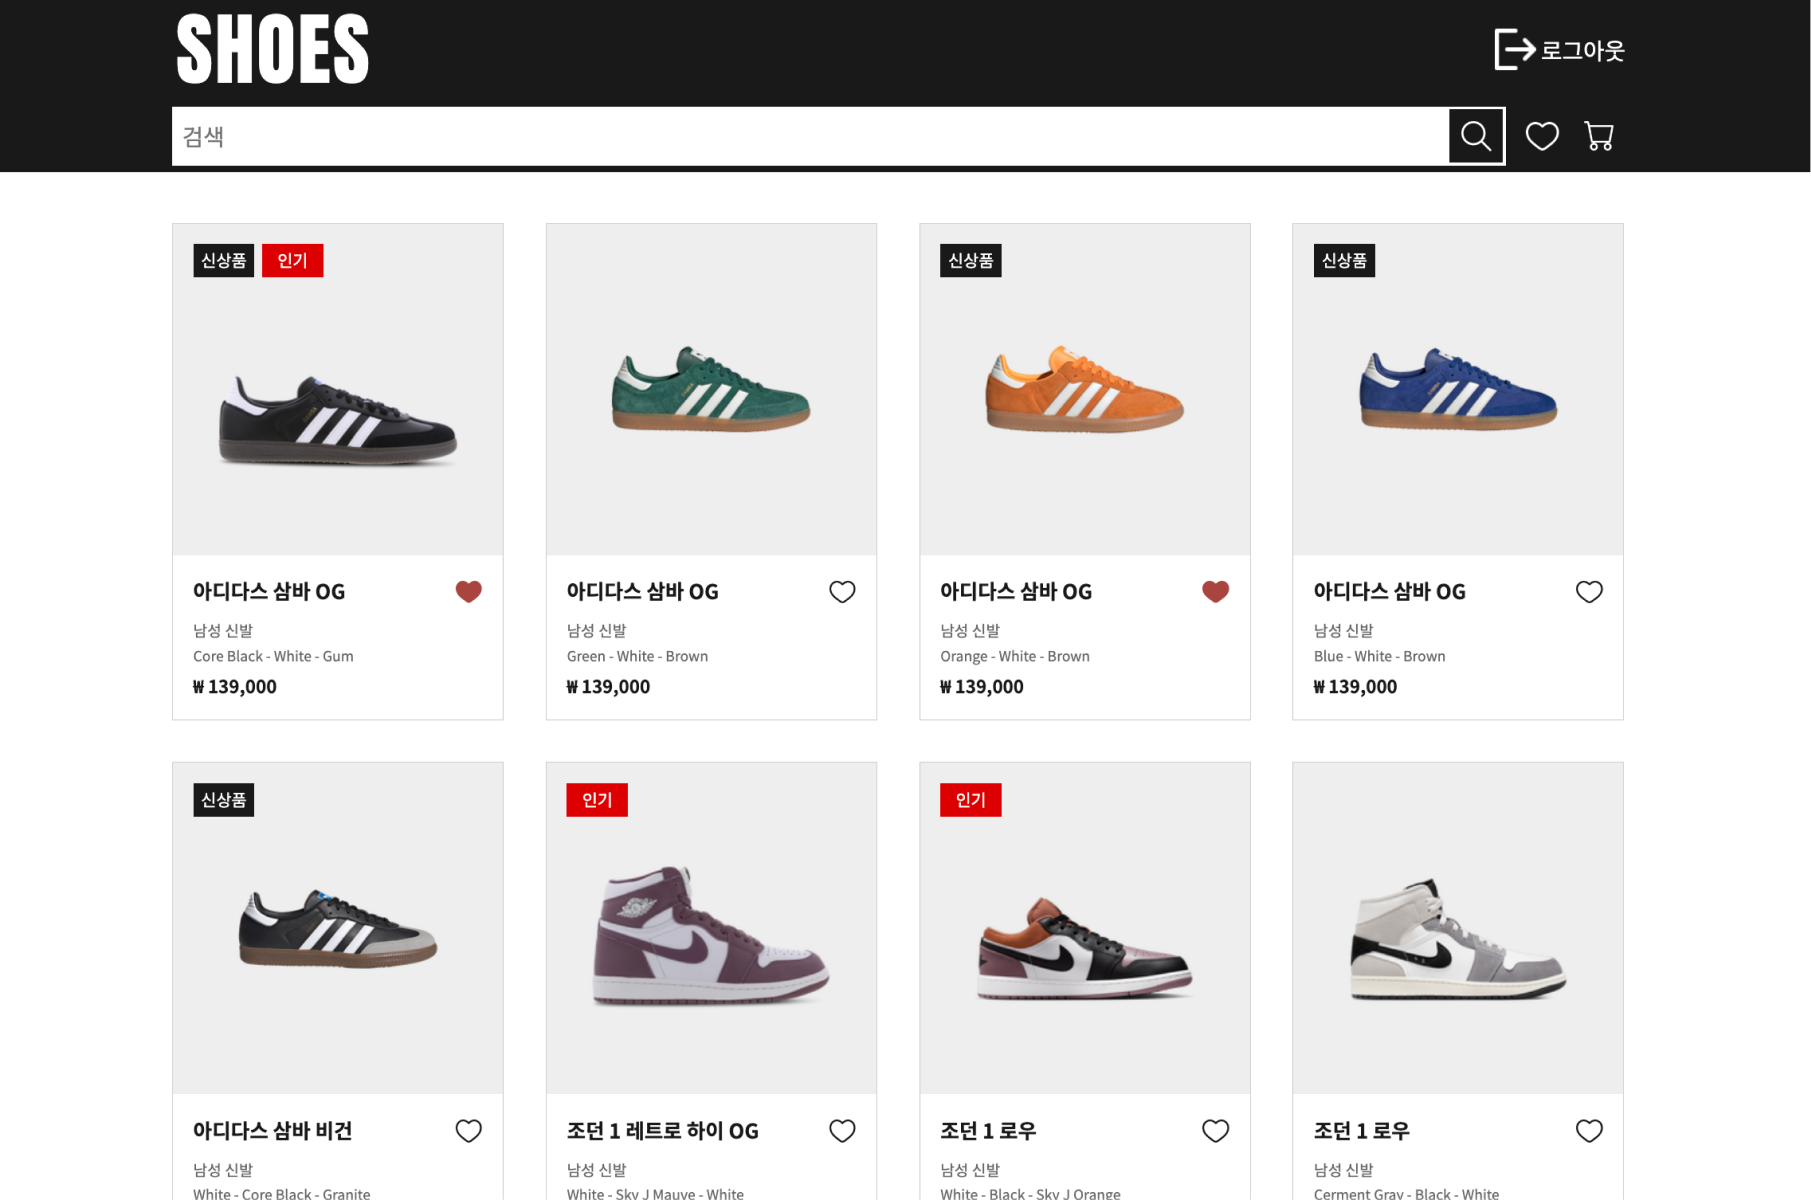 SHOES
로그아웃
검색
신상품 인기
신상품
신상품
아디다스 삼바 OG
남성 신발
Core Black - White - Gum
₩ 139,000
아디다스 삼바 OG
남성 신발
Green - White - Brown
₩ 139,000
아디다스 삼바 OG
남성 신발
Orange - White - Brown
₩ 139,000
아디다스 삼바 OG
남성 신발
Blue - White - Brown
₩ 139,000
신상품
인기
인기
아디다스 삼바 비건
남성 신발
White - Core Black - Granite
조던 1 레트로 하이 OG
남성 신발
White - Sky J Mauve - White
조던 1 로우
남성 신발
White - Black - Sky J Orange
조던 1 로우
남성 신발
Cerment Gray - Black - White